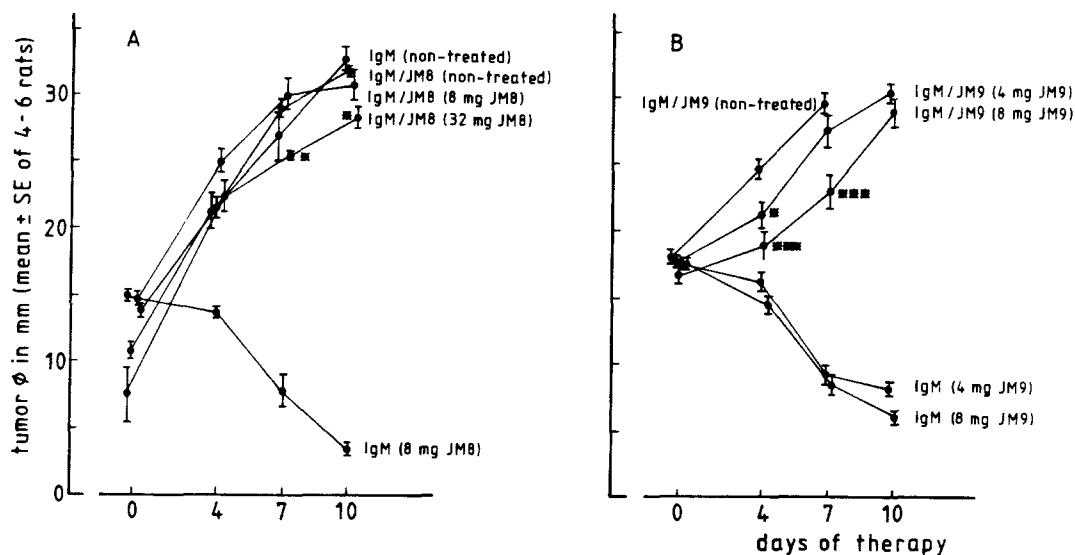 tumor ϕ in mm (mean ± SE of 4 - 6 rats)
30
20
10
0
A
IgM (non-treated)
IgM/JM8 (non-treated)
IgM/JM8 (8 mg JM8)
IgM/JM8 (32 mg JM8)
※
※ ※
IgM (8 mg JM8)
0 4 7 10
B
IgM/JM9 (non-treated)
IgM/JM9 (4 mg JM9)
IgM/JM9 (8 mg JM9)
※※※
※
※※※
IgM (4 mg JM9)
IgM (8 mg JM9)
0 4 7 10
days of therapy